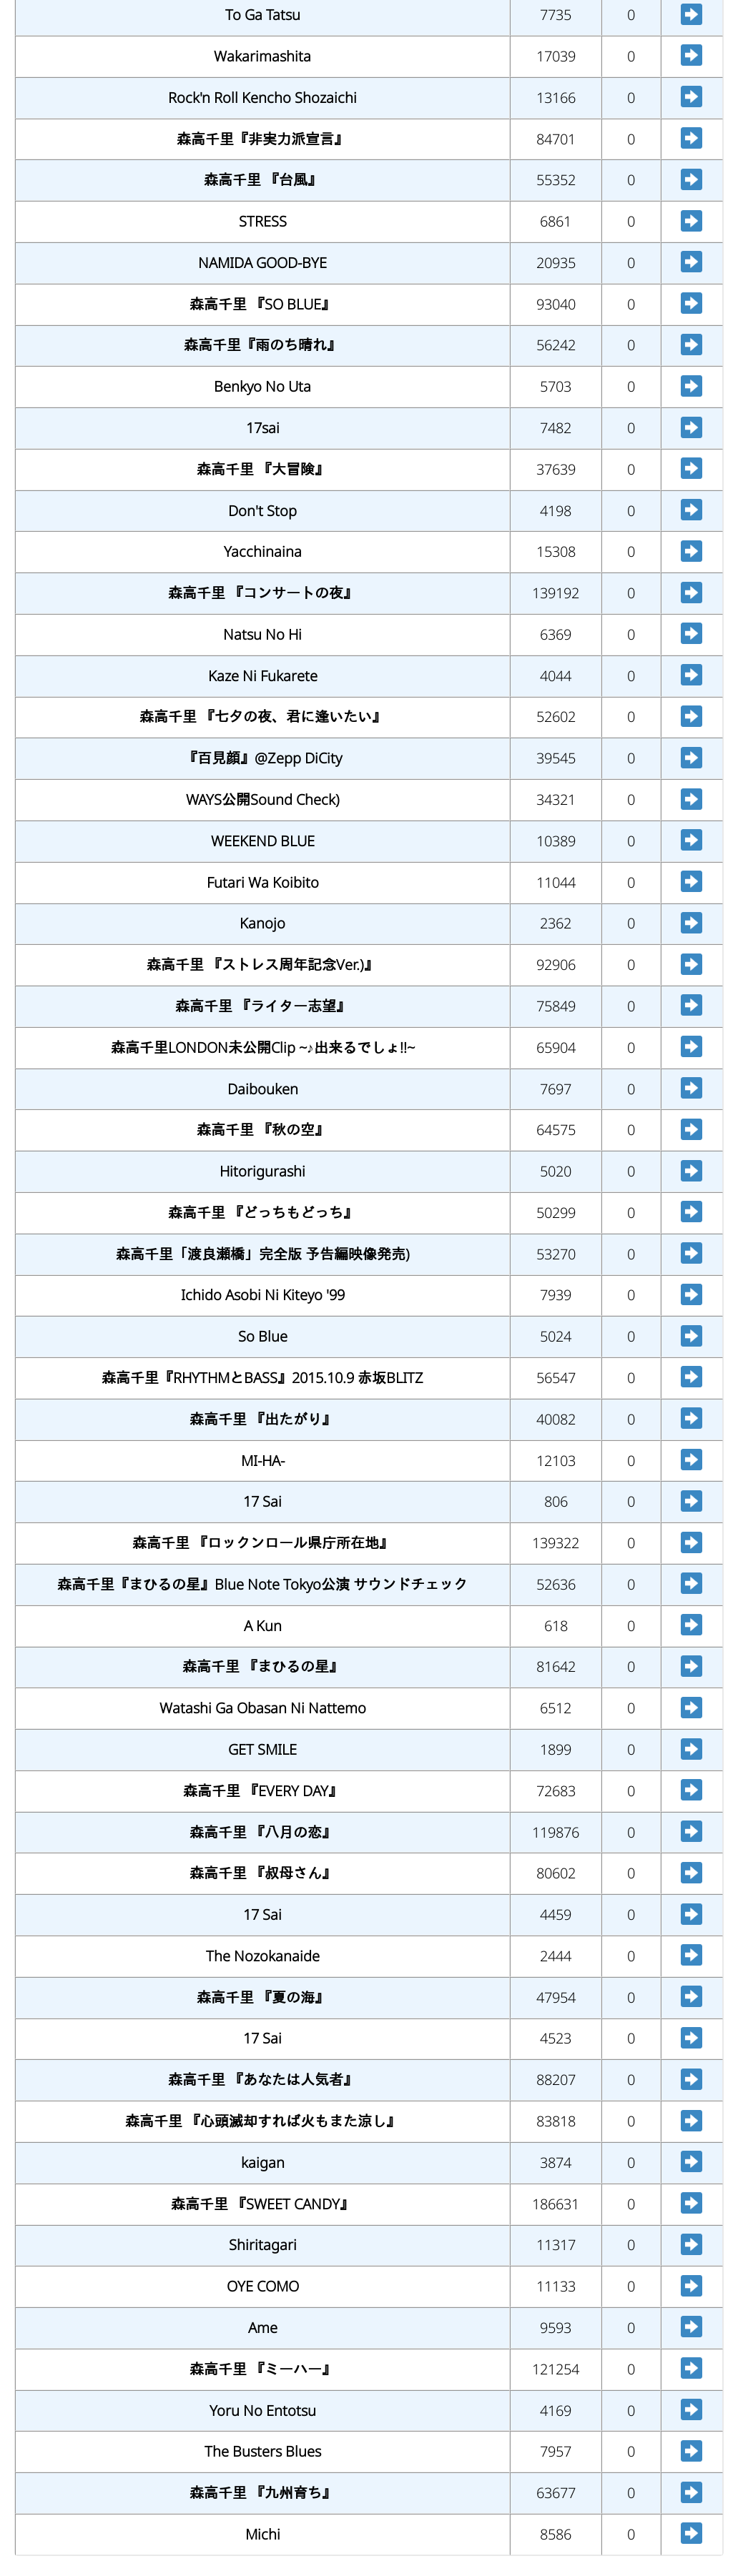 To Ga Tatsu 7735 0
Wakarimashita 17039 0
Rock'n Roll Kencho Shozaichi 13166 0
森高千里『非実力派宣言』 84701 0
森高千里 『台風』 55352 0
STRESS 6861 0
NAMIDA GOOD-BYE 20935 0
森高千里 『SO BLUE』 93040 0
森高千里『雨のち晴れ』 56242 0
Benkyo No Uta 5703 0
17sai 7482 0
森高千里 『大冒険』 37639 0
Don't Stop 4198 0
Yacchinaina 15308 0
森高千里 『コンサートの夜』 139192 0
Natsu No Hi 6369 0
Kaze Ni Fukarete 4044 0
森高千里 『七夕の夜、君に逢いたい』 52602 0
『百見顔』@Zepp DiCity 39545 0
WAYS公開Sound Check) 34321 0
WEEKEND BLUE 10389 0
Futari Wa Koibito 11044 0
Kanojo 2362 0
森高千里 『ストレス周年記念Ver.)』 92906 0
森高千里 『ライター志望』 75849 0
森高千里LONDON未公開Clip ~♪出来るでしょ!!~ 65904 0
Daibouken 7697 0
森高千里 『秋の空』 64575 0
Hitorigurashi 5020 0
森高千里 『どっちもどっち』 50299 0
森高千里「渡良瀬橋」完全版 予告編映像発売) 53270 0
Ichido Asobi Ni Kiteyo '99 7939 0
So Blue 5024 0
森高千里『RHYTHMとBASS』2015.10.9 赤坂BLITZ 56547 0
森高千里 『出たがり』 40082 0
MI-HA- 12103 0
17 Sai 806 0
森高千里 『ロックンロール県庁所在地』 139322 0
森高千里『まひるの星』Blue Note Tokyo公演 サウンドチェック 52636 0
A Kun 618 0
森高千里 『まひるの星』 81642 0
Watashi Ga Obasan Ni Nattemo 6512 0
GET SMILE 1899 0
森高千里 『EVERY DAY』 72683 0
森高千里 『八月の恋』 119876 0
森高千里 『叔母さん』 80602 0
17 Sai 4459 0
The Nozokanaide 2444 0
森高千里 『夏の海』 47954 0
17 Sai 4523 0
森高千里 『あなたは人気者』 88207 0
森高千里 『心頭滅却すれば火もまた涼し』 83818 0
kaigan 3874 0
森高千里 『SWEET CANDY』 186631 0
Shiritagari 11317 0
OYE COMO 11133 0
Ame 9593 0
森高千里 『ミーハー』 121254 0
Yoru No Entotsu 4169 0
The Busters Blues 7957 0
森高千里 『九州育ち』 63677 0
Michi 8586 0